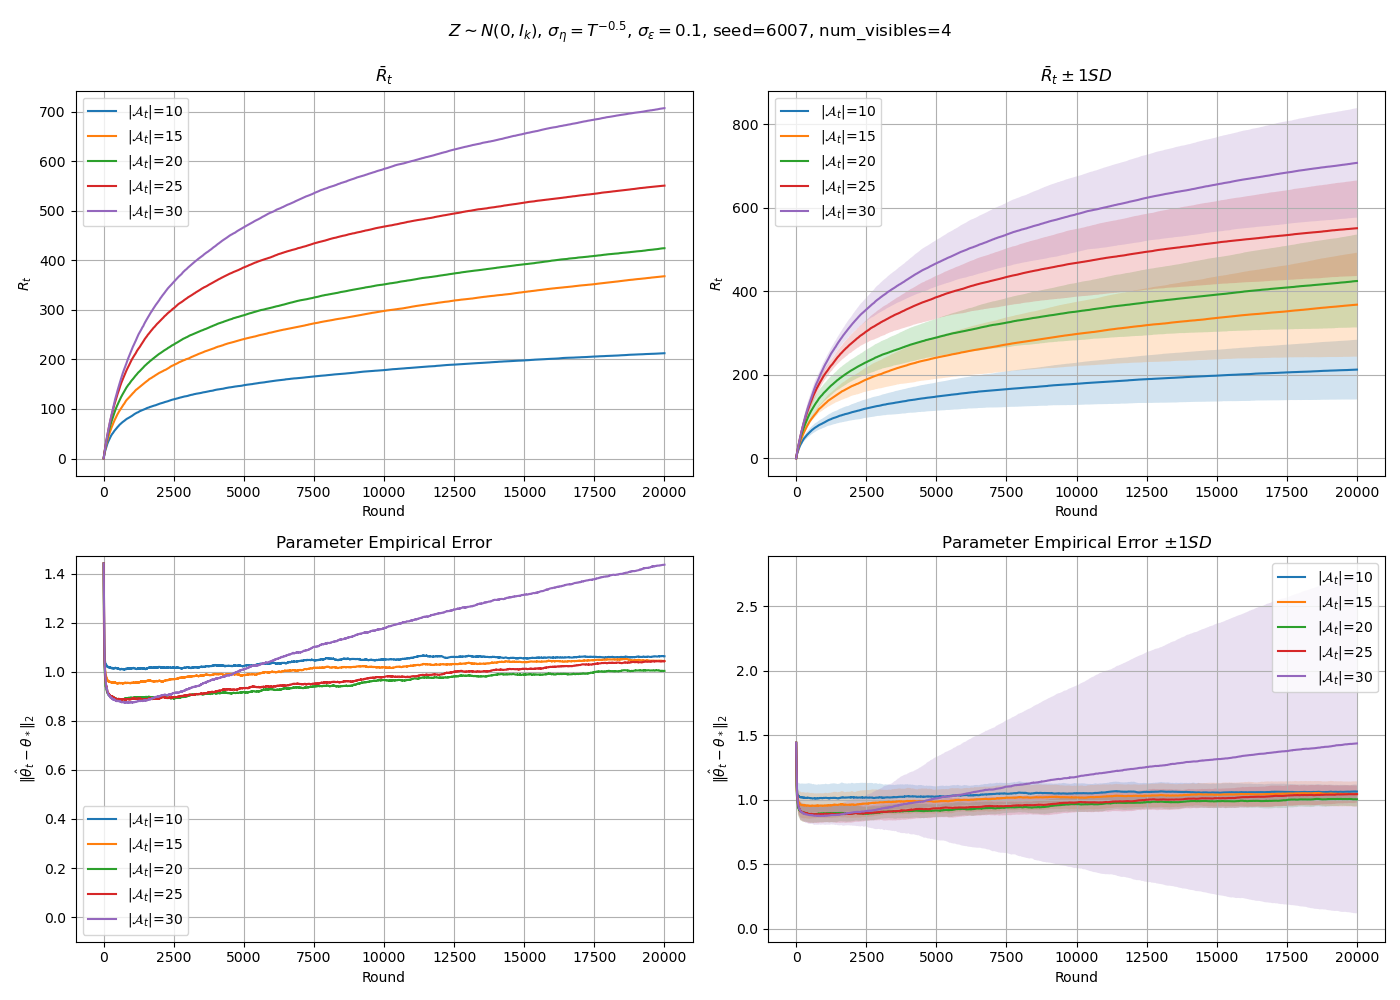 Z ∼ N(0, I_k), σ_η = T^{−0.5}, σ_ε = 0.1, seed=6007, num_visibles=4
R̄_t
R_t
700
600
500
400
300
200
100
0
|𝒜_t|=10
|𝒜_t|=15
|𝒜_t|=20
|𝒜_t|=25
|𝒜_t|=30
0 2500 5000 7500 10000 12500 15000 17500 20000
Round
R̄_t ± 1SD
R_t
800
600
400
200
0
|𝒜_t|=10
|𝒜_t|=15
|𝒜_t|=20
|𝒜_t|=25
|𝒜_t|=30
0 2500 5000 7500 10000 12500 15000 17500 20000
Round
Parameter Empirical Error
‖θ̂_t − θ_*‖_2
1.4
1.2
1.0
0.8
0.6
0.4
0.2
0.0
|𝒜_t|=10
|𝒜_t|=15
|𝒜_t|=20
|𝒜_t|=25
|𝒜_t|=30
0 2500 5000 7500 10000 12500 15000 17500 20000
Round
Parameter Empirical Error ±1SD
‖θ̂_t − θ_*‖_2
2.5
2.0
1.5
1.0
0.5
0.0
|𝒜_t|=10
|𝒜_t|=15
|𝒜_t|=20
|𝒜_t|=25
|𝒜_t|=30
0 2500 5000 7500 10000 12500 15000 17500 20000
Round